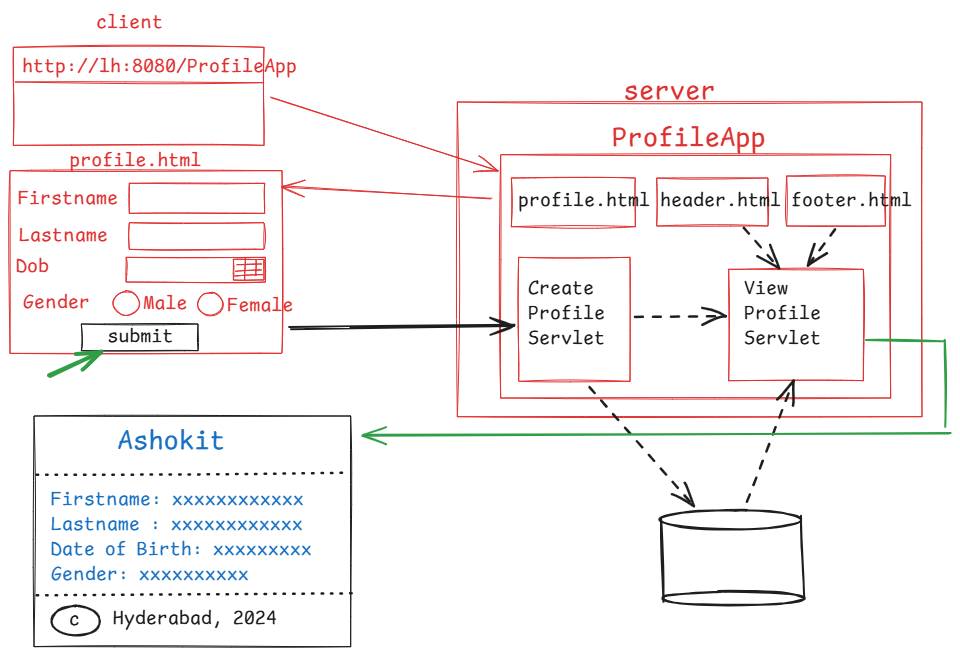 client
http://lh:8080/ProfileApp
profile.html
Firstname
Lastname
Dob
Gender Male Female
submit
server
ProfileApp
profile.html header.html footer.html
Create
Profile
Servlet
View
Profile
Servlet
Ashokit
Firstname: xxxxxxxxxxxx
Lastname : xxxxxxxxxxxx
Date of Birth: xxxxxxxxx
Gender: xxxxxxxxxx
c Hyderabad, 2024